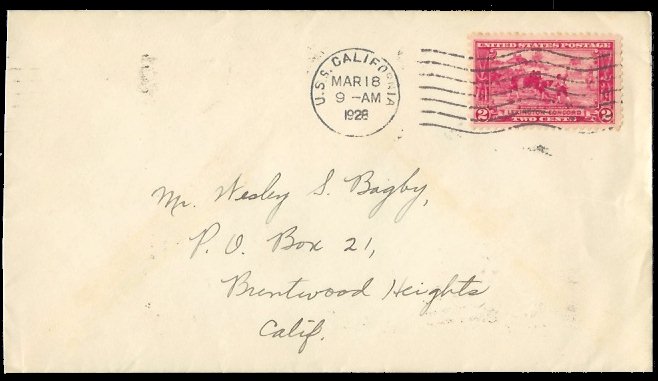 U.S.S. CALIFORNIA
MAR 18
9 -AM
1928
UNITED STATES POSTAGE
LEXINGTON-CONCORD
2 TWO CENTS 2
Mr. Wesley S. Bagby,
P. O. Box 21,
Brentwood Heights
Calif.